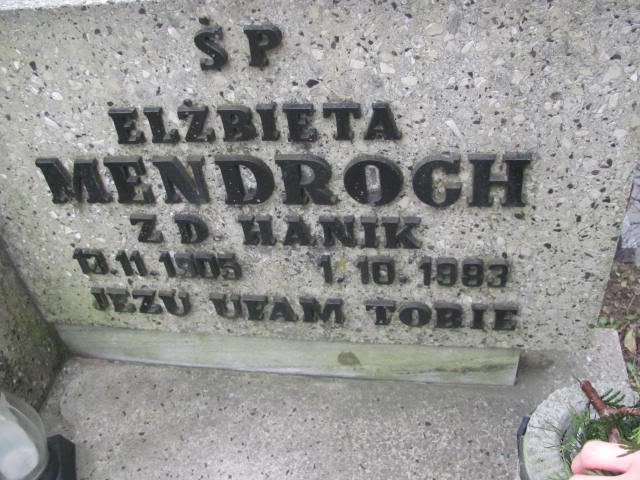 ŚP
ELŻBIETA
MENDROCH
Z D. HANIK
13.11.1905 1.10.1983
JEZU UFAM TOBIE